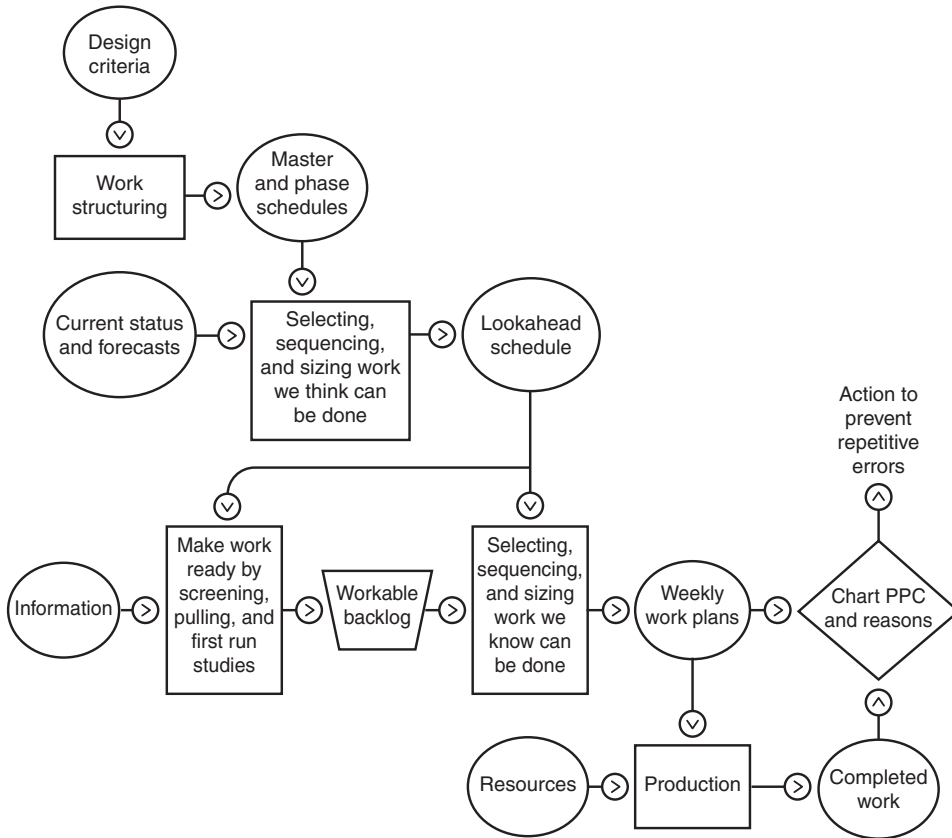 Design
criteria
Work
structuring
Master
and phase
schedules
Current status
and forecasts
Selecting,
sequencing,
and sizing work
we think can
be done
Lookahead
schedule
Action to
prevent
repetitive
errors
Information
Make work
ready by
screening,
pulling, and
first run
studies
Workable
backlog
Selecting,
sequencing,
and sizing
work we
know can
be done
Weekly
work plans
Chart PPC
and reasons
Resources
Production
Completed
work